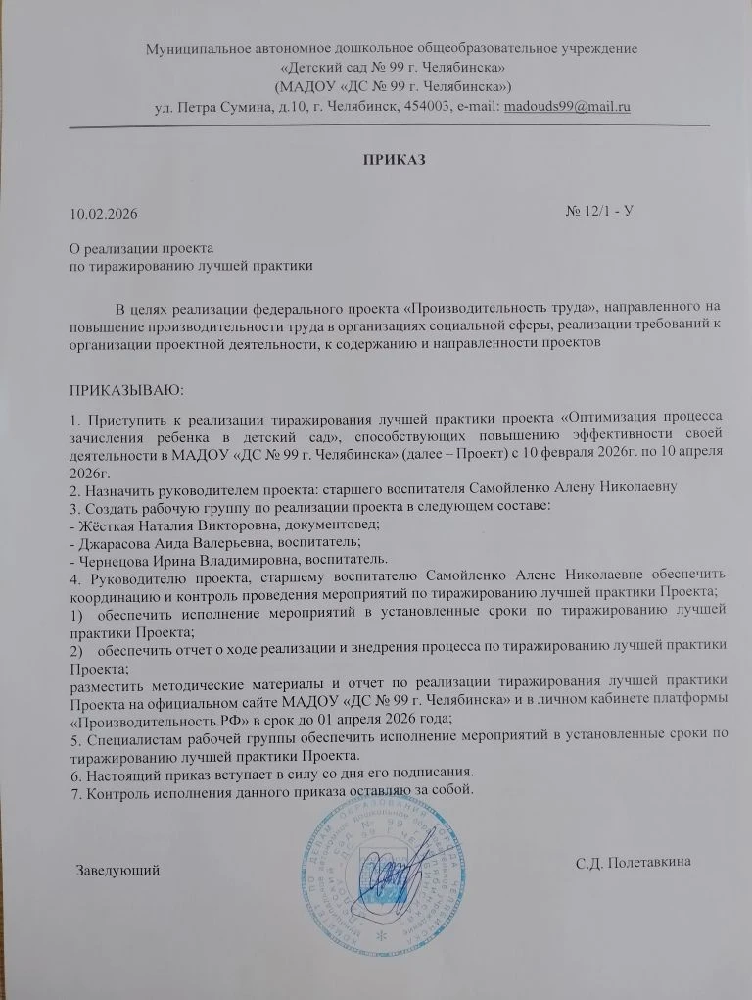 Муниципальное автономное дошкольное общеобразовательное учреждение
«Детский сад № 99 г. Челябинска»
(МАДОУ «ДС № 99 г. Челябинска»)
ул. Петра Сумина, д.10, г. Челябинск, 454003, e-mail: madouds99@mail.ru
ПРИКАЗ
10.02.2026 № 12/1 - У
О реализации проекта
по тиражированию лучшей практики
В целях реализации федерального проекта «Производительность труда», направленного на
повышение производительности труда в организациях социальной сферы, реализации требований к
организации проектной деятельности, к содержанию и направленности проектов
ПРИКАЗЫВАЮ:
1. Приступить к реализации тиражирования лучшей практики проекта «Оптимизация процесса
зачисления ребенка в детский сад», способствующих повышению эффективности своей
деятельности в МАДОУ «ДС № 99 г. Челябинска» (далее – Проект) с 10 февраля 2026г. по 10 апреля
2026г.
2. Назначить руководителем проекта: старшего воспитателя Самойленко Алену Николаевну
3. Создать рабочую группу по реализации проекта в следующем составе:
- Жёсткая Наталия Викторовна, документовед;
- Джарасова Аида Валерьевна, воспитатель;
- Чернецова Ирина Владимировна, воспитатель.
4. Руководителю проекта, старшему воспитателю Самойленко Алене Николаевне обеспечить
координацию и контроль проведения мероприятий по тиражированию лучшей практики Проекта;
1) обеспечить исполнение мероприятий в установленные сроки по тиражированию лучшей
практики Проекта;
2) обеспечить отчет о ходе реализации и внедрения процесса по тиражированию лучшей практики
Проекта;
разместить методические материалы и отчет по реализации тиражирования лучшей практики
Проекта на официальном сайте МАДОУ «ДС № 99 г. Челябинска» и в личном кабинете платформы
«Производительность.РФ» в срок до 01 апреля 2026 года;
5. Специалистам рабочей группы обеспечить исполнение мероприятий в установленные сроки по
тиражированию лучшей практики Проекта.
6. Настоящий приказ вступает в силу со дня его подписания.
7. Контроль исполнения данного приказа оставляю за собой.
КОМИТЕТ ПО ДЕЛАМ ОБРАЗОВАНИЯ ГОРОДА ЧЕЛЯБИНСКА
Заведующий С.Д. Полетавкина